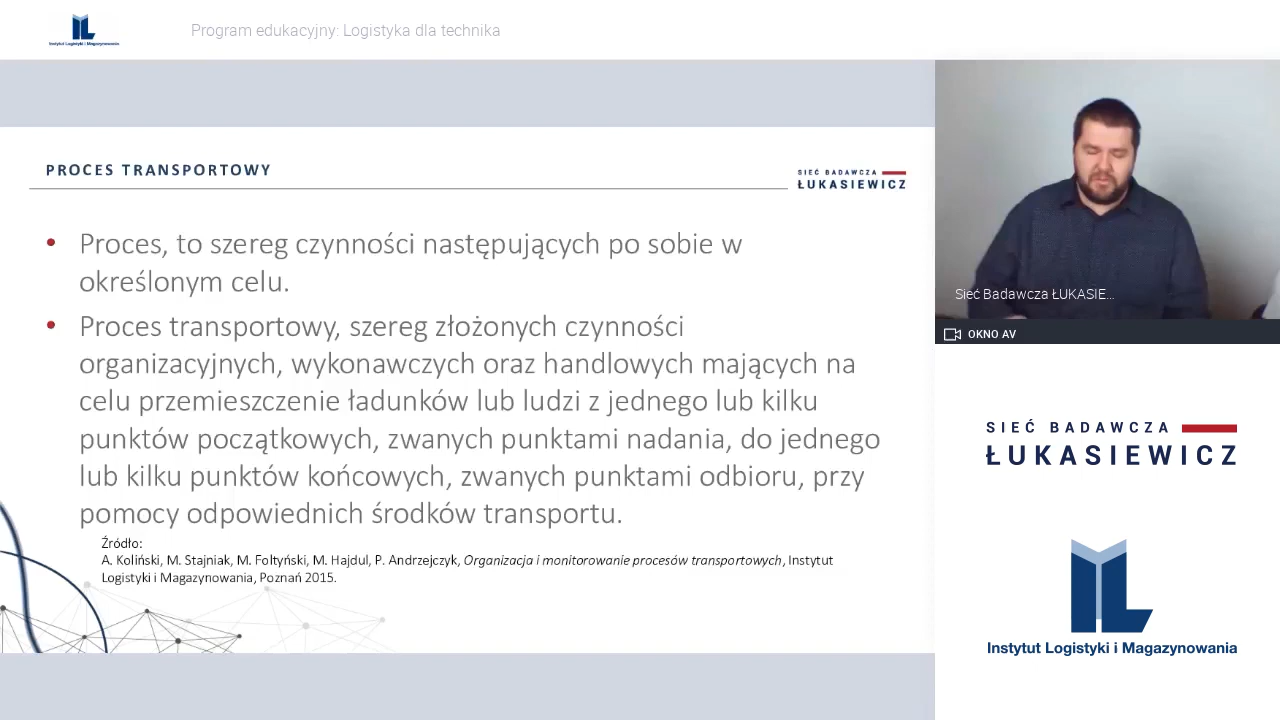 Instytut Logistyki i Magazynowania
Program edukacyjny: Logistyka dla technika
PROCES TRANSPORTOWY
SIEĆ BADAWCZA
ŁUKASIEWICZ
• Proces, to szereg czynności następujących po sobie w
określonym celu.
• Proces transportowy, szereg złożonych czynności
organizacyjnych, wykonawczych oraz handlowych mających na
celu przemieszczenie ładunków lub ludzi z jednego lub kilku
punktów początkowych, zwanych punktami nadania, do jednego
lub kilku punktów końcowych, zwanych punktami odbioru, przy
pomocy odpowiednich środków transportu.
Źródło:
A. Koliński, M. Stajniak, M. Foltyński, M. Hajdul, P. Andrzejczyk, Organizacja i monitorowanie procesów transportowych, Instytut
Logistyki i Magazynowania, Poznań 2015.
Sieć Badawcza ŁUKASIE...
OKNO AV
SIEĆ BADAWCZA
ŁUKASIEWICZ
Instytut Logistyki i Magazynowania